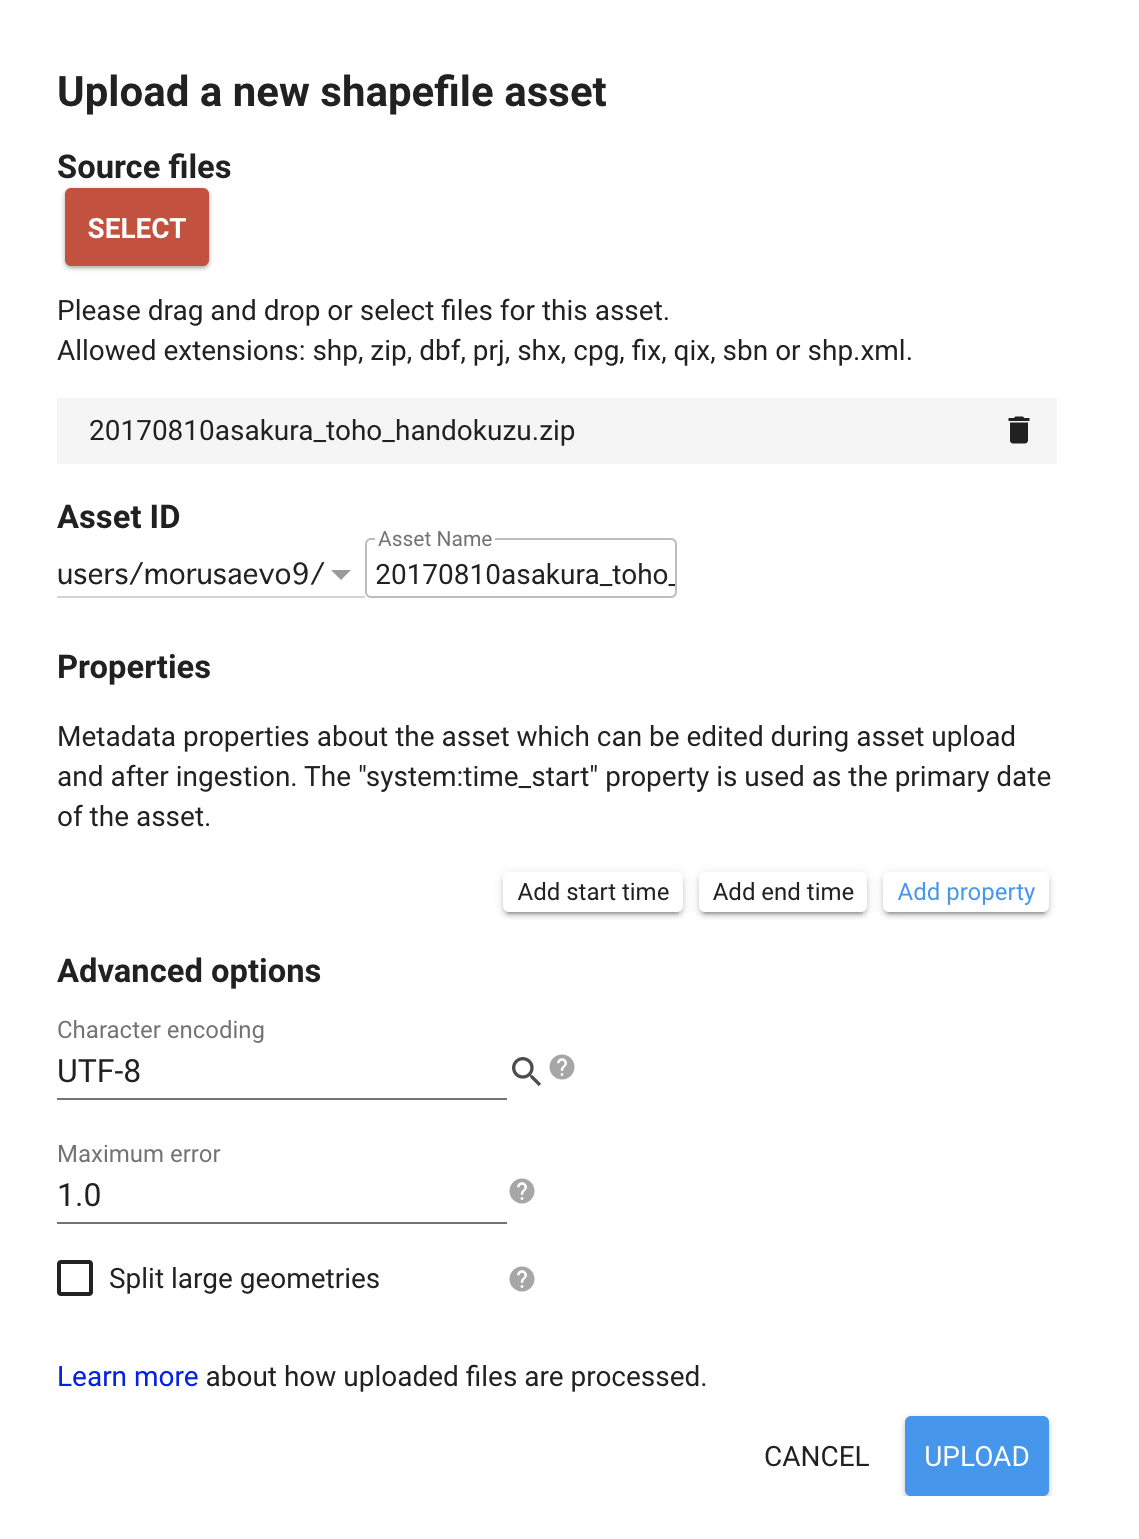 Upload a new shapefile asset
Source files
SELECT
Please drag and drop or select files for this asset.
Allowed extensions: shp, zip, dbf, prj, shx, cpg, fix, qix, sbn or shp.xml.
20170810asakura_toho_handokuzu.zip
Asset ID
Asset Name
users/morusaevo9/ 20170810asakura_toho_
Properties
Metadata properties about the asset which can be edited during asset upload
and after ingestion. The "system:time_start" property is used as the primary date
of the asset.
Add start time Add end time Add property
Advanced options
Character encoding
UTF-8
Maximum error
1.0
Split large geometries
Learn more about how uploaded files are processed.
CANCEL UPLOAD